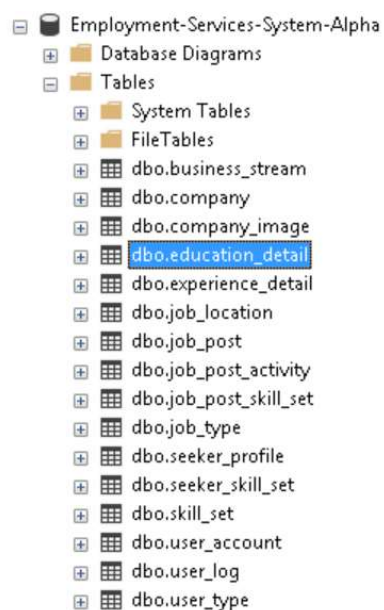 Employment-Services-System-Alpha
Database Diagrams
Tables
System Tables
FileTables
dbo.business_stream
dbo.company
dbo.company_image
dbo.education_detail
dbo.experience_detail
dbo.job_location
dbo.job_post
dbo.job_post_activity
dbo.job_post_skill_set
dbo.job_type
dbo.seeker_profile
dbo.seeker_skill_set
dbo.skill_set
dbo.user_account
dbo.user_log
dbo.user_type